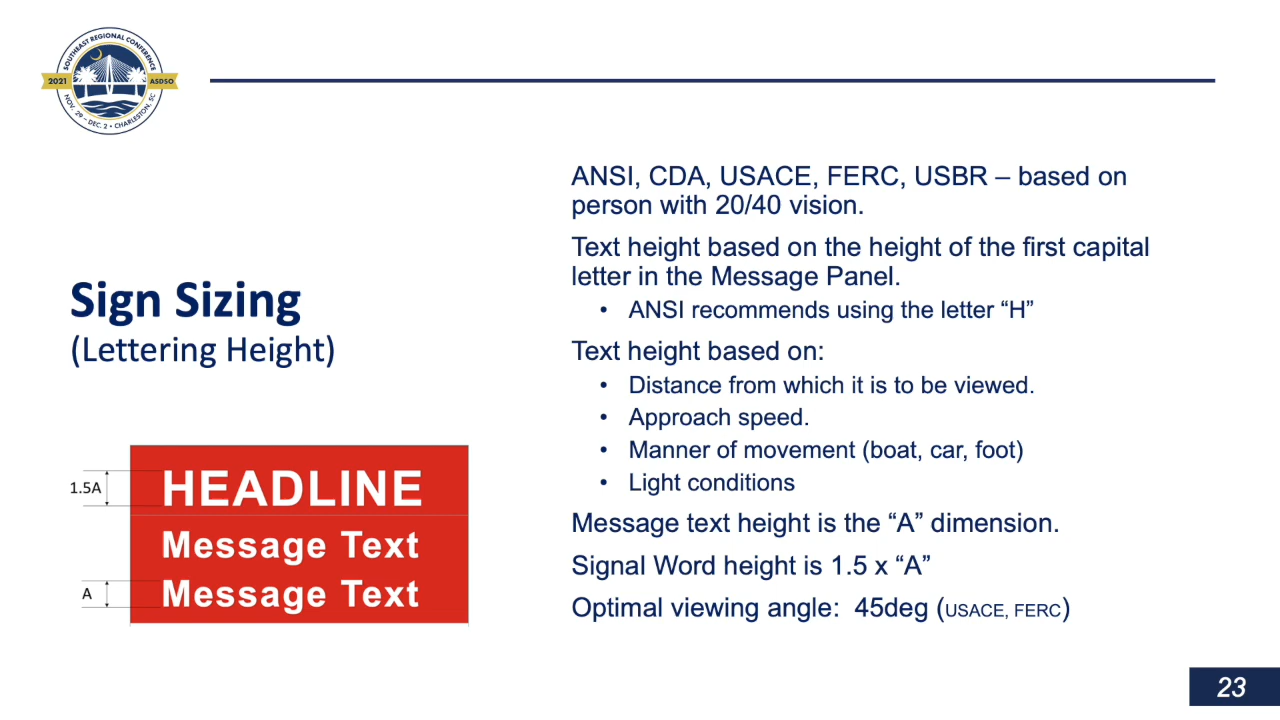 SOUTHEAST REGIONAL CONFERENCE
2021
ASDSO
NOV. 29 – DEC. 2 • CHARLESTON, SC
Sign Sizing
(Lettering Height)
1.5A
HEADLINE
Message Text
A
Message Text
ANSI, CDA, USACE, FERC, USBR – based on
person with 20/40 vision.
Text height based on the height of the first capital
letter in the Message Panel.
• ANSI recommends using the letter “H”
Text height based on:
• Distance from which it is to be viewed.
• Approach speed.
• Manner of movement (boat, car, foot)
• Light conditions
Message text height is the “A” dimension.
Signal Word height is 1.5 x “A”
Optimal viewing angle: 45deg (USACE, FERC)
23